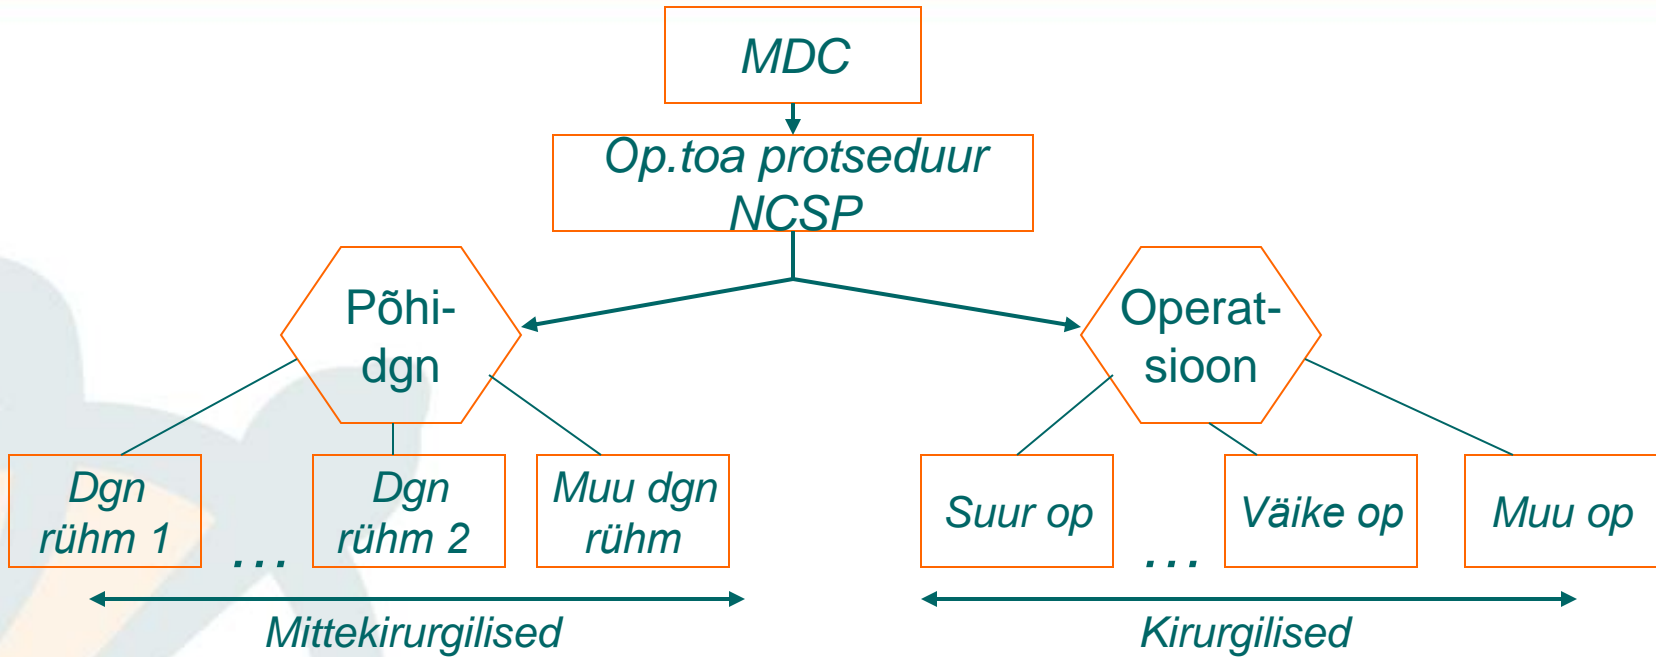 MDC
Op.toa protseduur
NCSP
Põhi-
dgn
Operat-
sioon
Dgn
rühm 1
...
Dgn
rühm 2
Muu dgn
rühm
Suur op
...
Väike op
Muu op
Mittekirurgilised
Kirurgilised